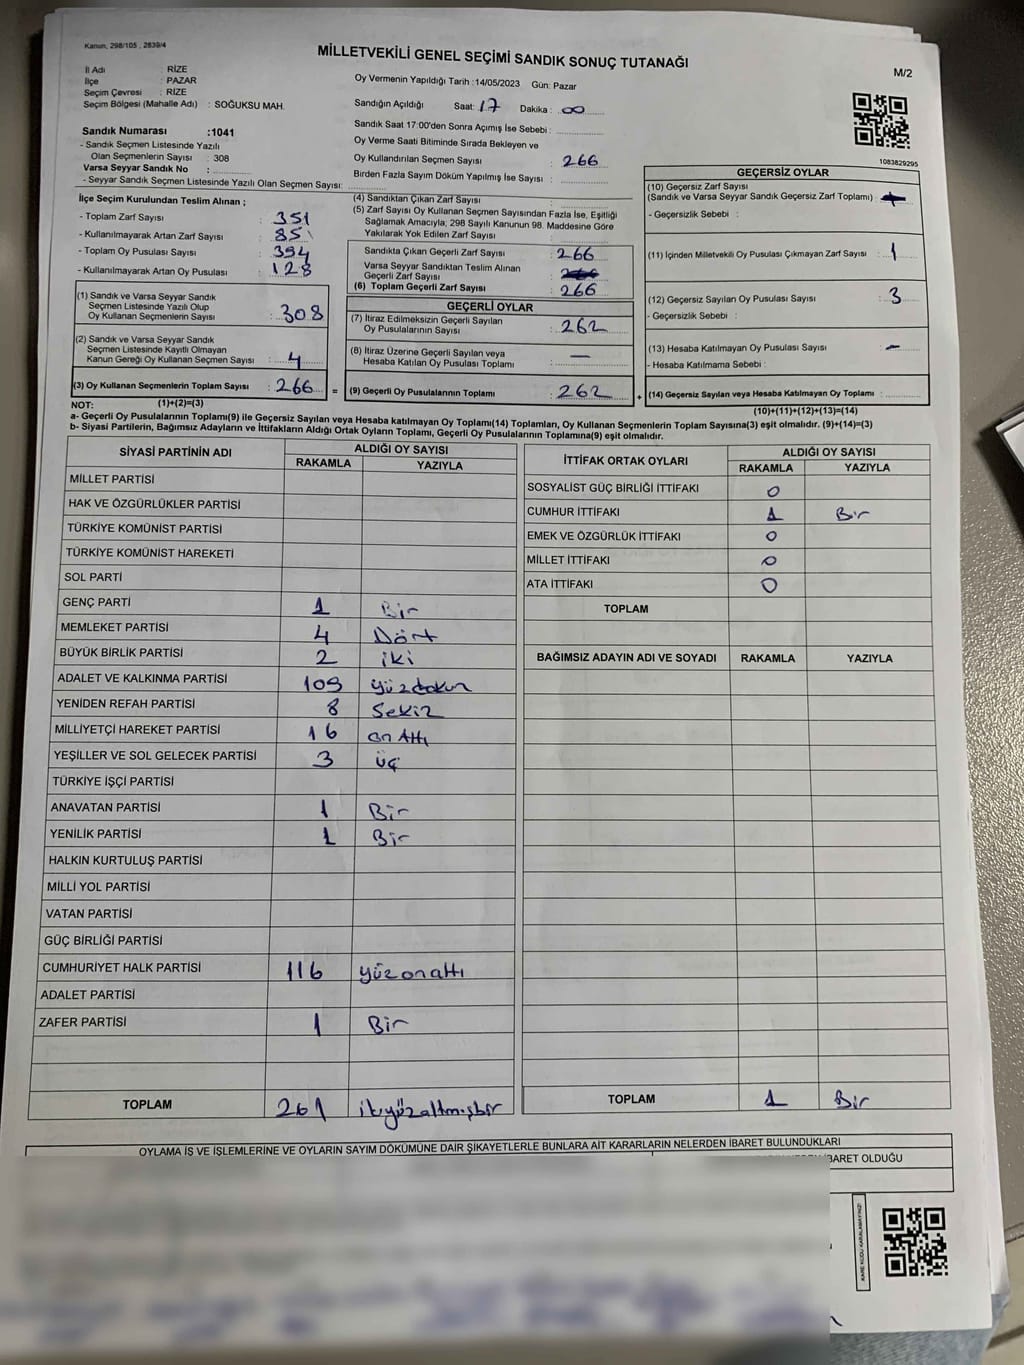 Kanun, 298/105 , 2839/4
MİLLETVEKİLİ GENEL SEÇİMİ SANDIK SONUÇ TUTANAĞI
M/2
İl Adı : RİZE
İlçe : PAZAR
Seçim Çevresi : RİZE
Seçim Bölgesi (Mahalle Adı) : SOĞUKSU MAH.
Oy Vermenin Yapıldığı Tarih :14/05/2023 Gün: Pazar
Sandığın Açıldığı Saat: 17 Dakika : 00
Sandık Saat 17:00'den Sonra Açımış İse Sebebi :
Oy Verme Saati Bitiminde Sırada Bekleyen ve
Oy Kullandırılan Seçmen Sayısı : 266
Birden Fazla Sayım Döküm Yapılmış İse Sayısı :
1083829295
Sandık Numarası :1041
- Sandık Seçmen Listesinde Yazılı
Olan Seçmenlerin Sayısı : 308
Varsa Seyyar Sandık No :
- Seyyar Sandık Seçmen Listesinde Yazılı Olan Seçmen Sayısı:
İlçe Seçim Kurulundan Teslim Alınan ;
- Toplam Zarf Sayısı : 351
- Kullanılmayarak Artan Zarf Sayısı : 85
- Toplam Oy Pusulası Sayısı : 394
- Kullanılmayarak Artan Oy Pusulası : 128
(1) Sandık ve Varsa Seyyar Sandık
Seçmen Listesinde Yazılı Olup
Oy Kullanan Seçmenlerin Sayısı : 308
(2) Sandık ve Varsa Seyyar Sandık
Seçmen Listesinde Kayıtlı Olmayan
Kanun Gereği Oy Kullanan Seçmen Sayısı : 4
(3) Oy Kullanan Seçmenlerin Toplam Sayısı : 266 =
(1)+(2)=(3)
(4) Sandıktan Çıkan Zarf Sayısı :
(5) Zarf Sayısı Oy Kullanan Seçmen Sayısından Fazla İse, Eşitliği
Sağlamak Amacıyla; 298 Sayılı Kanunun 98. Maddesine Göre
Yakılarak Yok Edilen Zarf Sayısı :
Sandıkta Çıkan Geçerli Zarf Sayısı : 266
Varsa Seyyar Sandıktan Teslim Alınan
Geçerli Zarf Sayısı :
(6) Toplam Geçerli Zarf Sayısı : 266
GEÇERLİ OYLAR
(7) İtiraz Edilmeksizin Geçerli Sayılan
Oy Pusulalarının Sayısı : 262
(8) İtiraz Üzerine Geçerli Sayılan veya
Hesaba Katılan Oy Pusulası Toplamı : —
(9) Geçerli Oy Pusulalarının Toplamı : 262 +
GEÇERSİZ OYLAR
(10) Geçersiz Zarf Sayısı
(Sandık ve Varsa Seyyar Sandık Geçersiz Zarf Toplamı) :
- Geçersizlik Sebebi :
(11) İçinden Milletvekili Oy Pusulası Çıkmayan Zarf Sayısı : 1
(12) Geçersiz Sayılan Oy Pusulası Sayısı : 3
- Geçersizlik Sebebi :
(13) Hesaba Katılmayan Oy Pusulası Sayısı : —
- Hesaba Katılmama Sebebi :
(14) Geçersiz Sayılan veya Hesaba Katılmayan Oy Toplamı :
(10)+(11)+(12)+(13)=(14)
NOT:
a- Geçerli Oy Pusulalarının Toplamı(9) ile Geçersiz Sayılan veya Hesaba katılmayan Oy Toplamı(14) Toplamları, Oy Kullanan Seçmenlerin Toplam Sayısına(3) eşit olmalıdır. (9)+(14)=(3)
b- Siyasi Partilerin, Bağımsız Adayların ve İttifakların Aldığı Ortak Oyların Toplamı, Geçerli Oy Pusulalarının Toplamına(9) eşit olmalıdır.
SİYASİ PARTİNİN ADI ALDIĞI OY SAYISI
RAKAMLA YAZIYLA
MİLLET PARTİSİ
HAK VE ÖZGÜRLÜKLER PARTİSİ
TÜRKİYE KOMÜNİST PARTİSİ
TÜRKİYE KOMÜNİST HAREKETİ
SOL PARTİ
GENÇ PARTİ 1 Bir
MEMLEKET PARTİSİ 4 Dört
BÜYÜK BİRLİK PARTİSİ 2 iki
ADALET VE KALKINMA PARTİSİ 109 yüzdokuz
YENİDEN REFAH PARTİSİ 8 Sekiz
MİLLİYETÇİ HAREKET PARTİSİ 16 on Altı
YEŞİLLER VE SOL GELECEK PARTİSİ 3 üç
TÜRKİYE İŞÇİ PARTİSİ
ANAVATAN PARTİSİ 1 Bir
YENİLİK PARTİSİ 1 Bir
HALKIN KURTULUŞ PARTİSİ
MİLLİ YOL PARTİSİ
VATAN PARTİSİ
GÜÇ BİRLİĞİ PARTİSİ
CUMHURİYET HALK PARTİSİ 116 yüzonaltı
ADALET PARTİSİ
ZAFER PARTİSİ 1 Bir
TOPLAM 261 ikiyüzaltmışbir
İTTİFAK ORTAK OYLARI ALDIĞI OY SAYISI
RAKAMLA YAZIYLA
SOSYALİST GÜÇ BİRLİĞİ İTTİFAKI 0
CUMHUR İTTİFAKI 1 Bir
EMEK VE ÖZGÜRLÜK İTTİFAKI 0
MİLLET İTTİFAKI 0
ATA İTTİFAKI 0
TOPLAM
BAĞIMSIZ ADAYIN ADI VE SOYADI RAKAMLA YAZIYLA
TOPLAM 1 Bir
OYLAMA İŞ VE İŞLEMLERİNE VE OYLARIN SAYIM DÖKÜMÜNE DAİR ŞİKAYETLERLE BUNLARA AİT KARARLARIN NELERDEN İBARET BULUNDUKLARI
İBARET OLDUĞU
KARE KODU KARALAMAYINIZ!